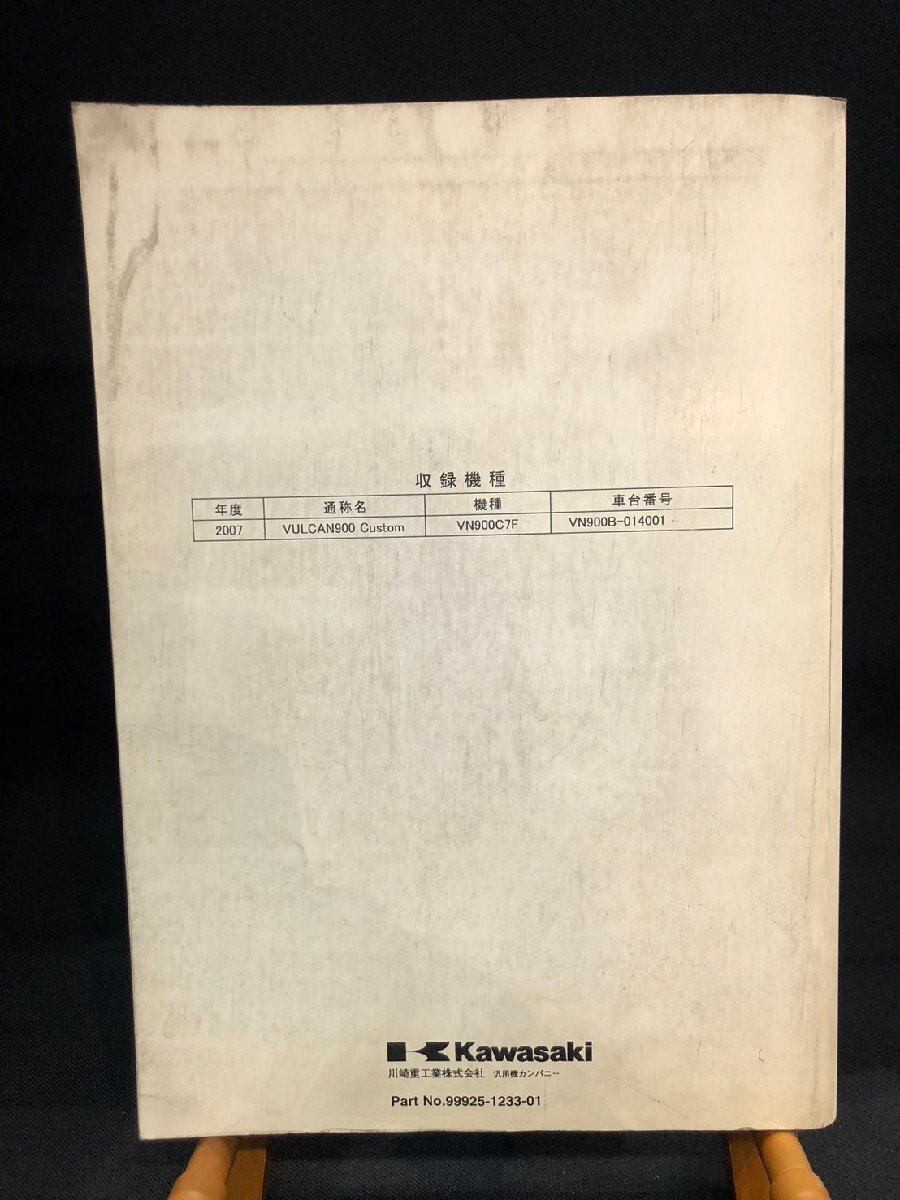 収録機種
年度 通称名 機種 車台番号
2007 VULCAN900 Custom VN900C7F VN900B-014001～
Kawasaki
川崎重工業株式会社 汎用機カンパニー
Part No.99925-1233-01